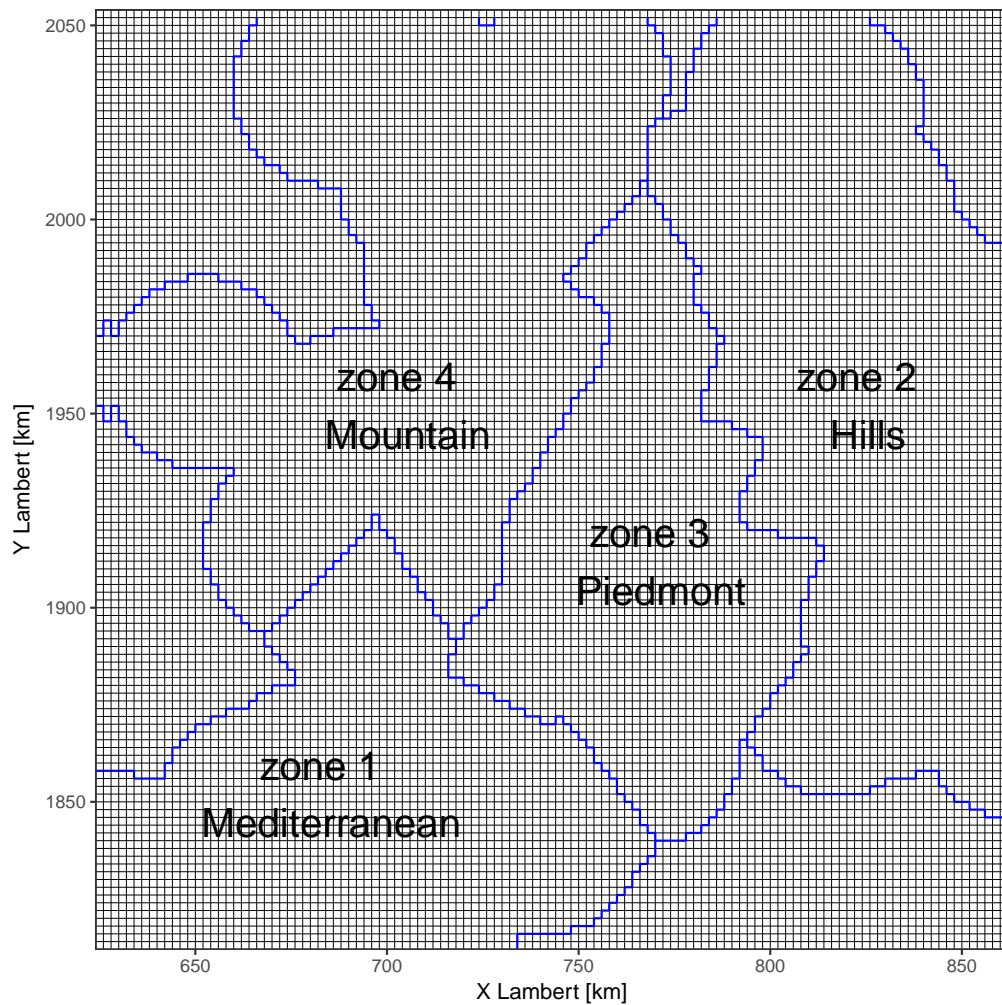 2050
2000
1950
1900
1850
Y Lambert [km]
zone 4
Mountain
zone 2
Hills
zone 3
Piedmont
zone 1
Mediterranean
650
700
750
800
850
X Lambert [km]